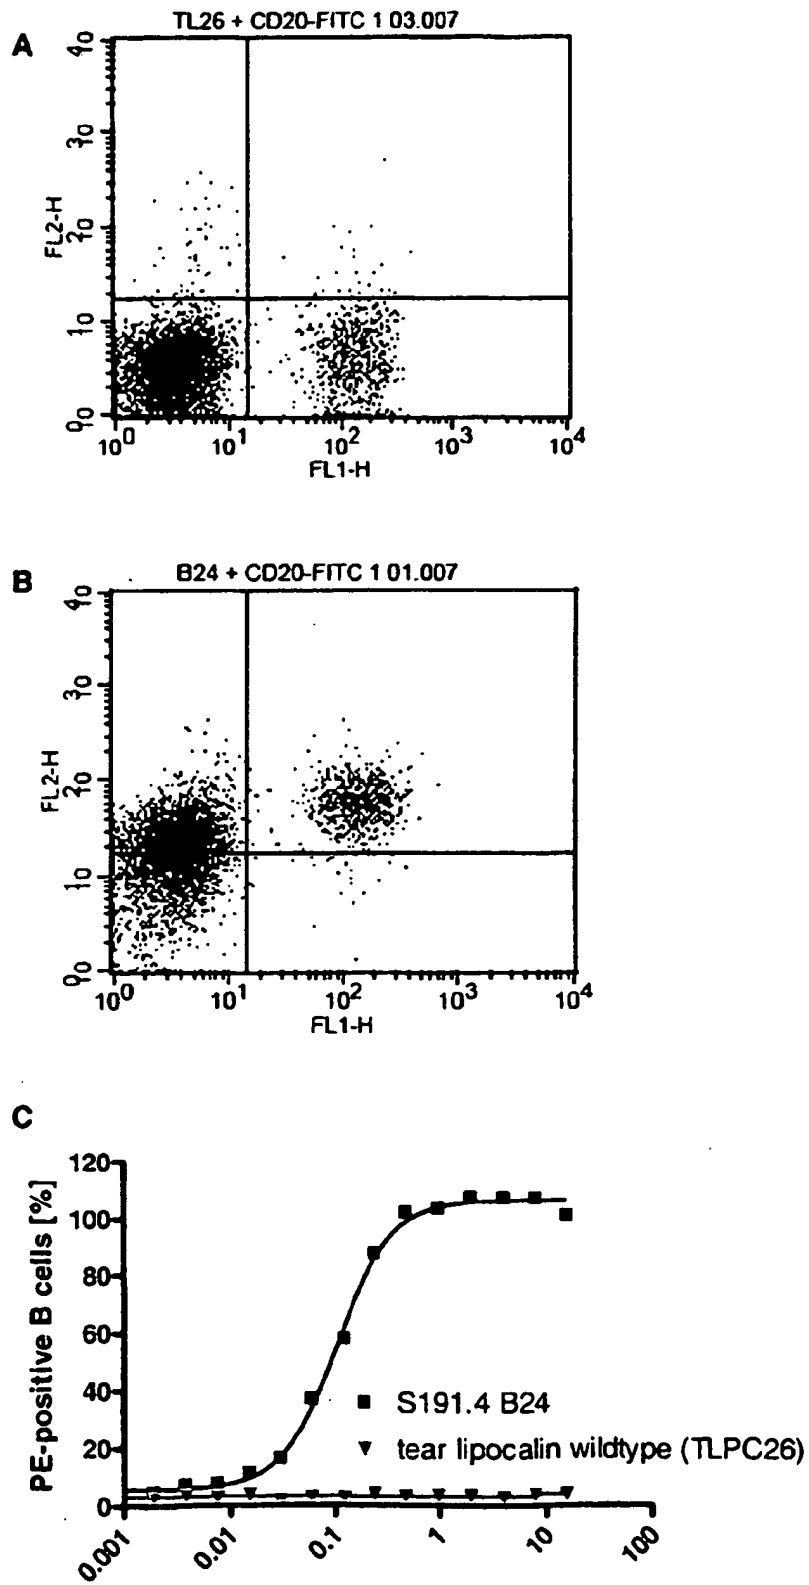 A
TL26 + CD20-FITC 1 03.007
40
30
20
10
00
FL2-H
10^0 10^1 10^2 10^3 10^4
FL1-H
B
B24 + CD20-FITC 1 01.007
40
30
20
10
00
FL2-H
10^0 10^1 10^2 10^3 10^4
FL1-H
C
PE-positive B cells [%]
120
100
80
60
40
20
0
S191.4 B24
tear lipocalin wildtype (TLPC26)
0.001 0.01 0.1 1 10 100